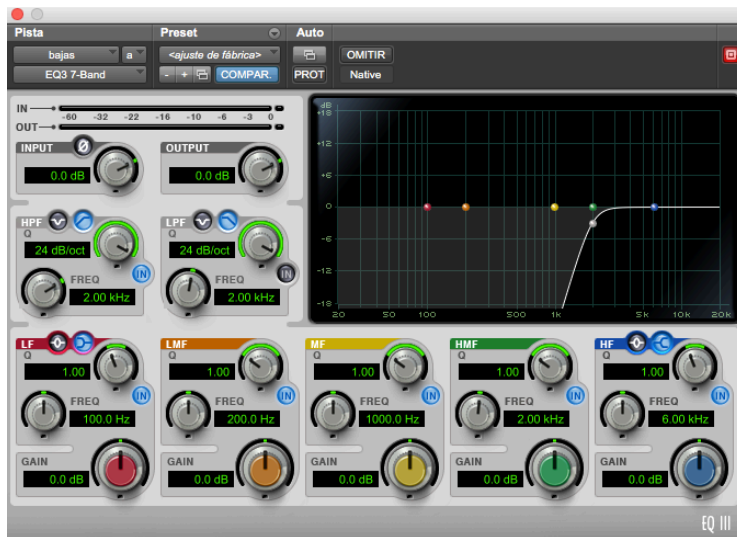 Pista Preset Auto
bajas a <ajuste de fábrica> OMITIR
EQ3 7-Band - + COMPAR. PROT Native
IN
-60 -32 -22 -16 -10 -6 -3 0
OUT
INPUT Ø OUTPUT
0.0 dB 0.0 dB
HPF LPF
Q Q
24 dB/oct 24 dB/oct
IN IN
FREQ FREQ
2.00 kHz 2.00 kHz
dB
+18
+12
+6
0
-6
-12
-18
20 50 100 500 1k 5k 10k 20k
LF LMF MF HMF HF
Q Q Q Q Q
1.00 1.00 1.00 1.00 1.00
IN IN IN IN IN
FREQ FREQ FREQ FREQ FREQ
100.0 Hz 200.0 Hz 1000.0 Hz 2.00 kHz 6.00 kHz
GAIN GAIN GAIN GAIN GAIN
0.0 dB 0.0 dB 0.0 dB 0.0 dB 0.0 dB
EQ III